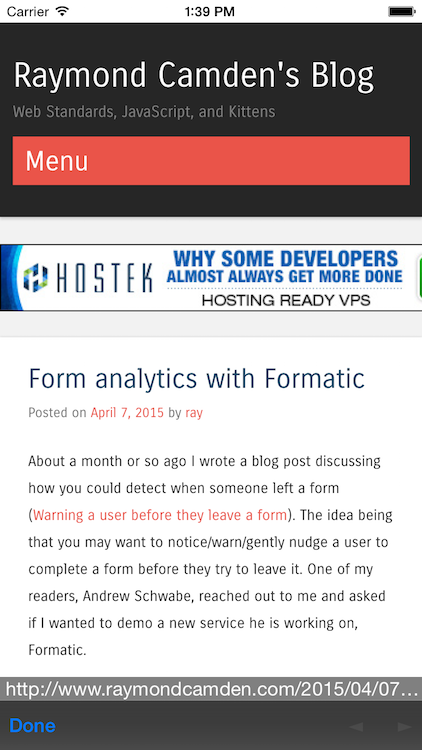 Carrier 1:39 PM
Raymond Camden's Blog
Web Standards, JavaScript, and Kittens
Menu
HOSTEK
WHY SOME DEVELOPERS
ALMOST ALWAYS GET MORE DONE
HOSTING READY VPS
Form analytics with Formatic
Posted on April 7, 2015 by ray
About a month or so ago I wrote a blog post discussing
how you could detect when someone left a form
(Warning a user before they leave a form). The idea being
that you may want to notice/warn/gently nudge a user to
complete a form before they try to leave it. One of my
readers, Andrew Schwabe, reached out to me and asked
if I wanted to demo a new service he is working on,
Formatic.
http://www.raymondcamden.com/2015/04/07...
Done